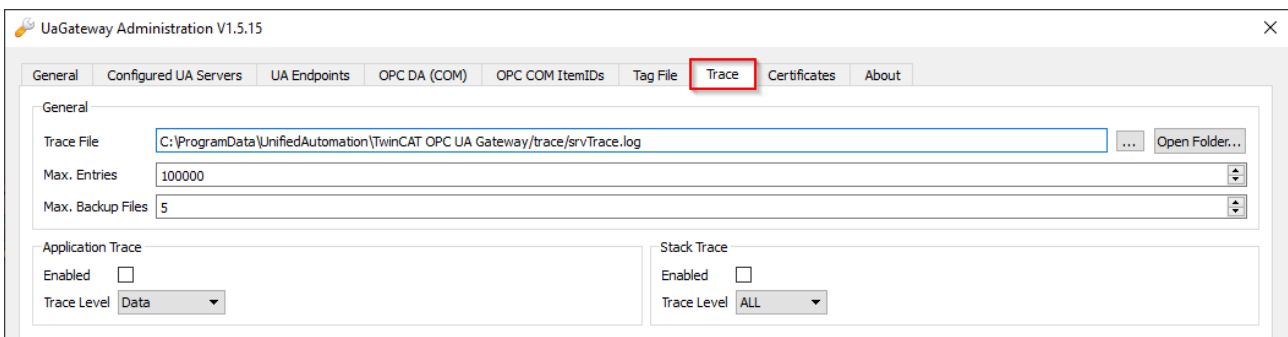 UaGateway Administration V1.5.15
General Configured UA Servers UA Endpoints OPC DA (COM) OPC COM ItemIDs Tag File Trace Certificates About
General
Trace File C:\ProgramData\UnifiedAutomation\TwinCAT OPC UA Gateway/trace/srvTrace.log ... Open Folder...
Max. Entries 100000
Max. Backup Files 5
Application Trace Stack Trace
Enabled Enabled
Trace Level Data Trace Level ALL